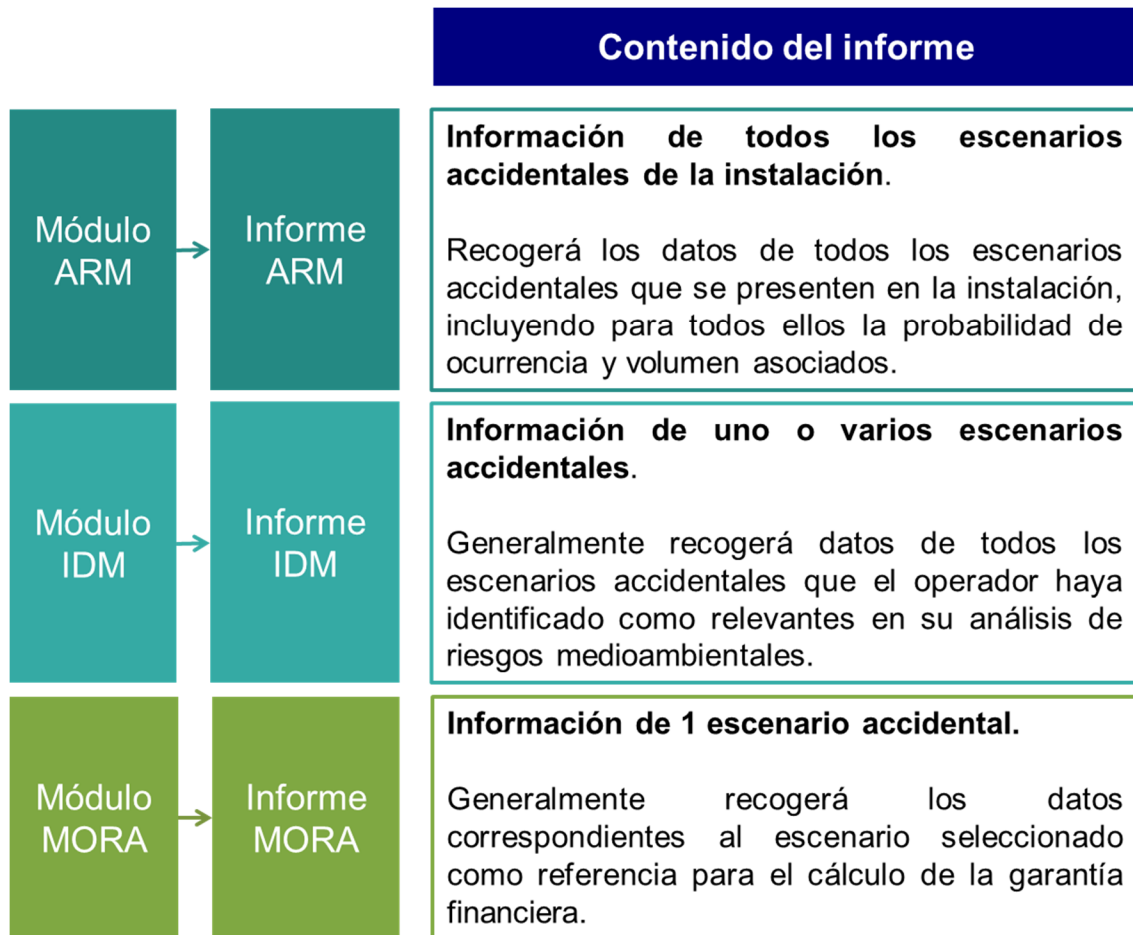 Contenido del informe
Módulo
ARM
Informe
ARM
Información de todos los escenarios
accidentales de la instalación.
Recogerá los datos de todos los escenarios
accidentales que se presenten en la instalación,
incluyendo para todos ellos la probabilidad de
ocurrencia y volumen asociados.
Módulo
IDM
Informe
IDM
Información de uno o varios escenarios
accidentales.
Generalmente recogerá datos de todos los
escenarios accidentales que el operador haya
identificado como relevantes en su análisis de
riesgos medioambientales.
Módulo
MORA
Informe
MORA
Información de 1 escenario accidental.
Generalmente recogerá los datos
correspondientes al escenario seleccionado
como referencia para el cálculo de la garantía
financiera.